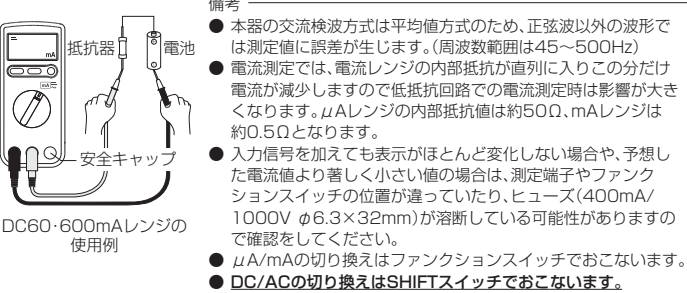 備考
抵抗器
電池
安全キャップ
mA
mA
DC60・600mAレンジの
使用例
● 本器の交流検波方式は平均値方式のため、正弦波以外の波形で
は測定値に誤差が生じます。(周波数範囲は45～500Hz)
● 電流測定では、電流レンジの内部抵抗が直列に入りこの分だけ
電流が減少しますので低抵抗回路での電流測定時は影響が大き
くなります。μAレンジの内部抵抗値は約50Ω、mAレンジは
約0.5Ωとなります。
● 入力信号を加えても表示がほとんど変化しない場合や、予想し
た電流値より著しく小さい値の場合は、測定端子やファンク
ションスイッチの位置が違っていたり、ヒューズ(400mA/
1000V φ6.3×32mm)が溶断している可能性がありますの
で確認をしてください。
● μA/mAの切り換えはファンクションスイッチでおこないます。
● DC/ACの切り換えはSHIFTスイッチでおこないます。